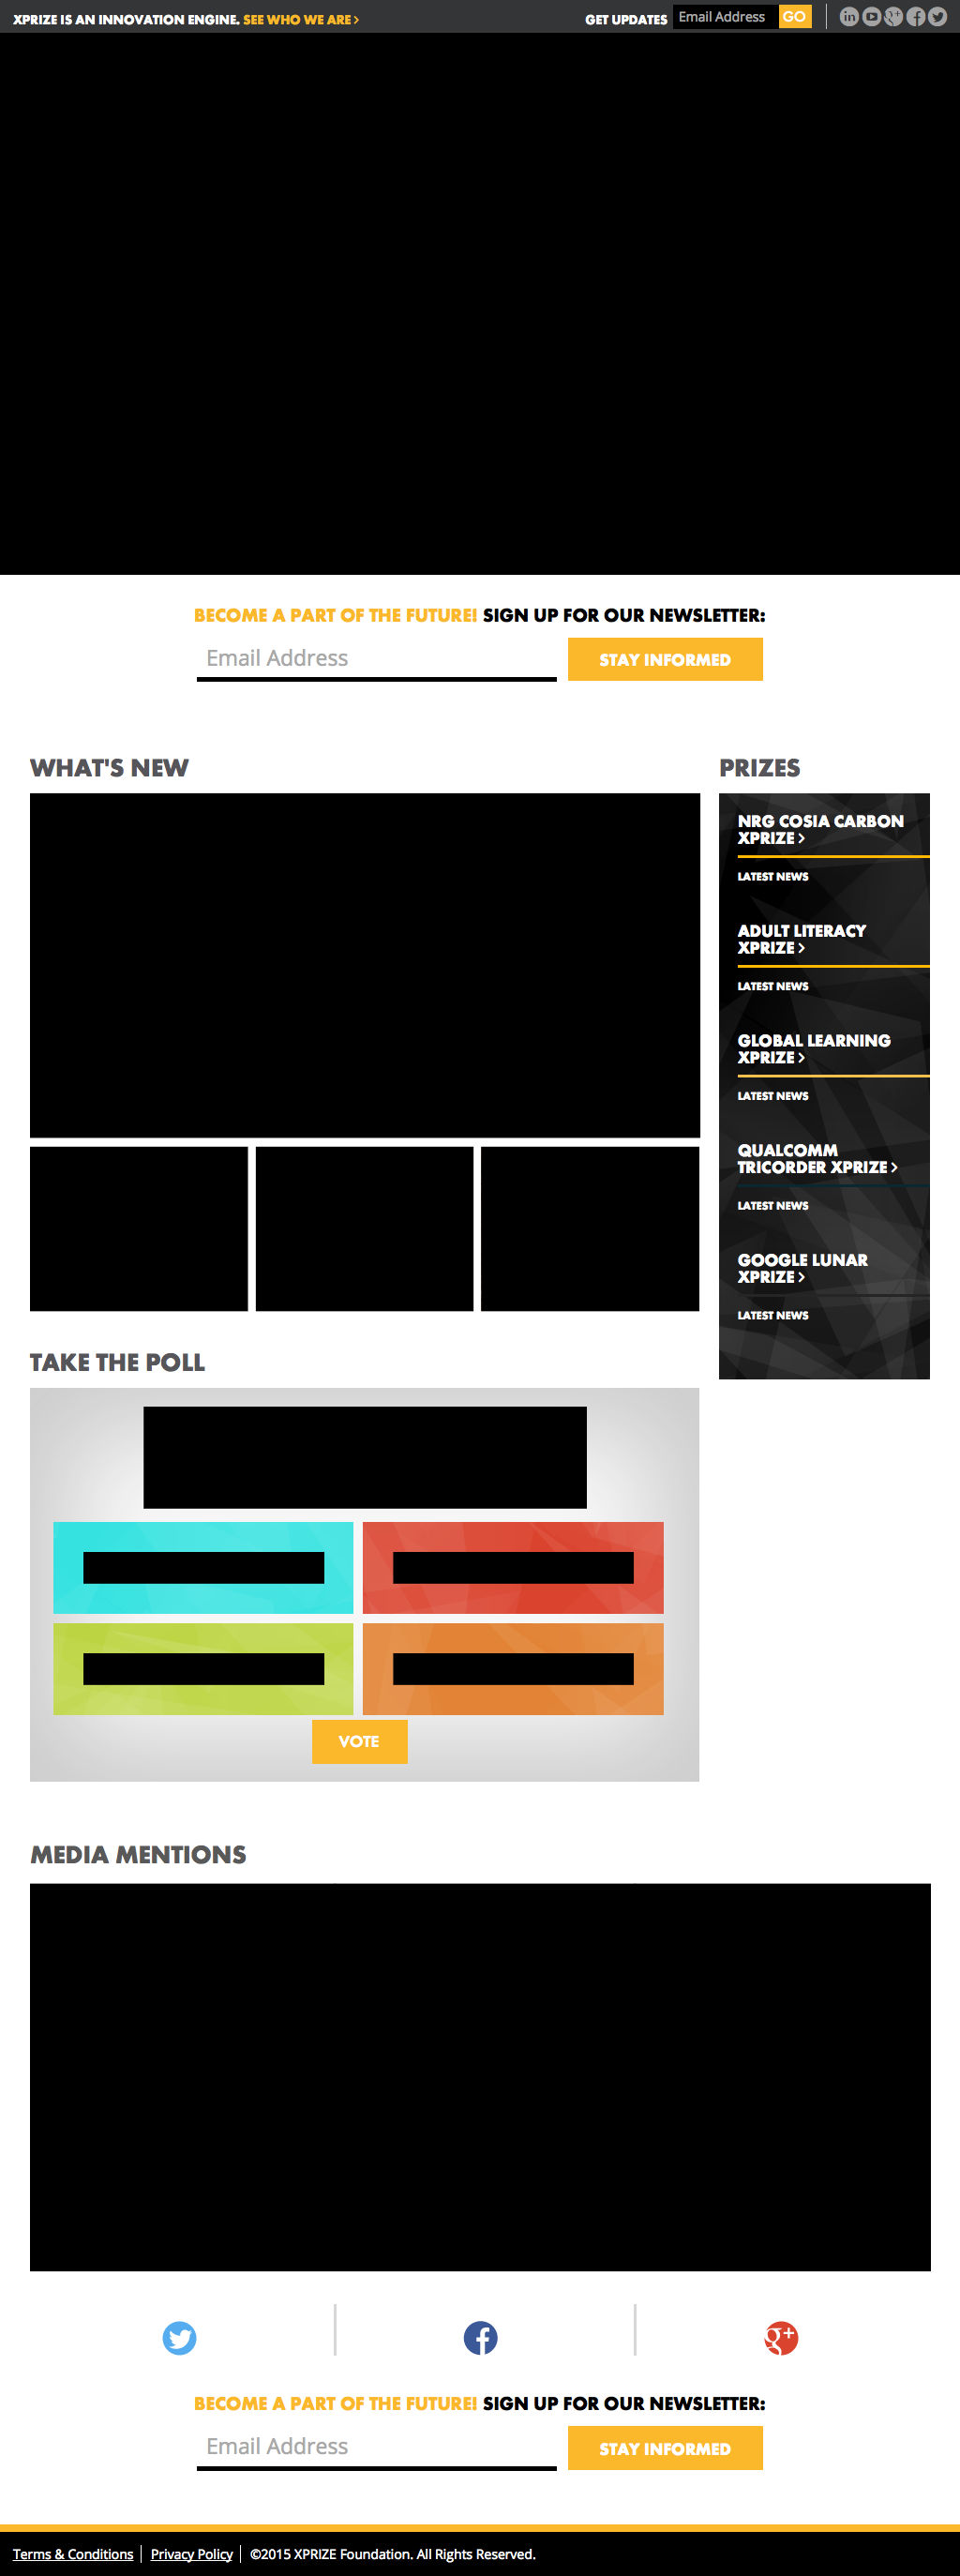 XPRIZE IS AN INNOVATION ENGINE. SEE WHO WE ARE >
GET UPDATES Email Address GO
BECOME A PART OF THE FUTURE! SIGN UP FOR OUR NEWSLETTER:
Email Address STAY INFORMED
WHAT'S NEW
PRIZES
NRG COSIA CARBON
XPRIZE >
LATEST NEWS
ADULT LITERACY
XPRIZE >
LATEST NEWS
GLOBAL LEARNING
XPRIZE >
LATEST NEWS
QUALCOMM
TRICORDER XPRIZE >
LATEST NEWS
GOOGLE LUNAR
XPRIZE >
LATEST NEWS
TAKE THE POLL
VOTE
MEDIA MENTIONS
BECOME A PART OF THE FUTURE! SIGN UP FOR OUR NEWSLETTER:
Email Address STAY INFORMED
Terms & Conditions | Privacy Policy | ©2015 XPRIZE Foundation. All Rights Reserved.